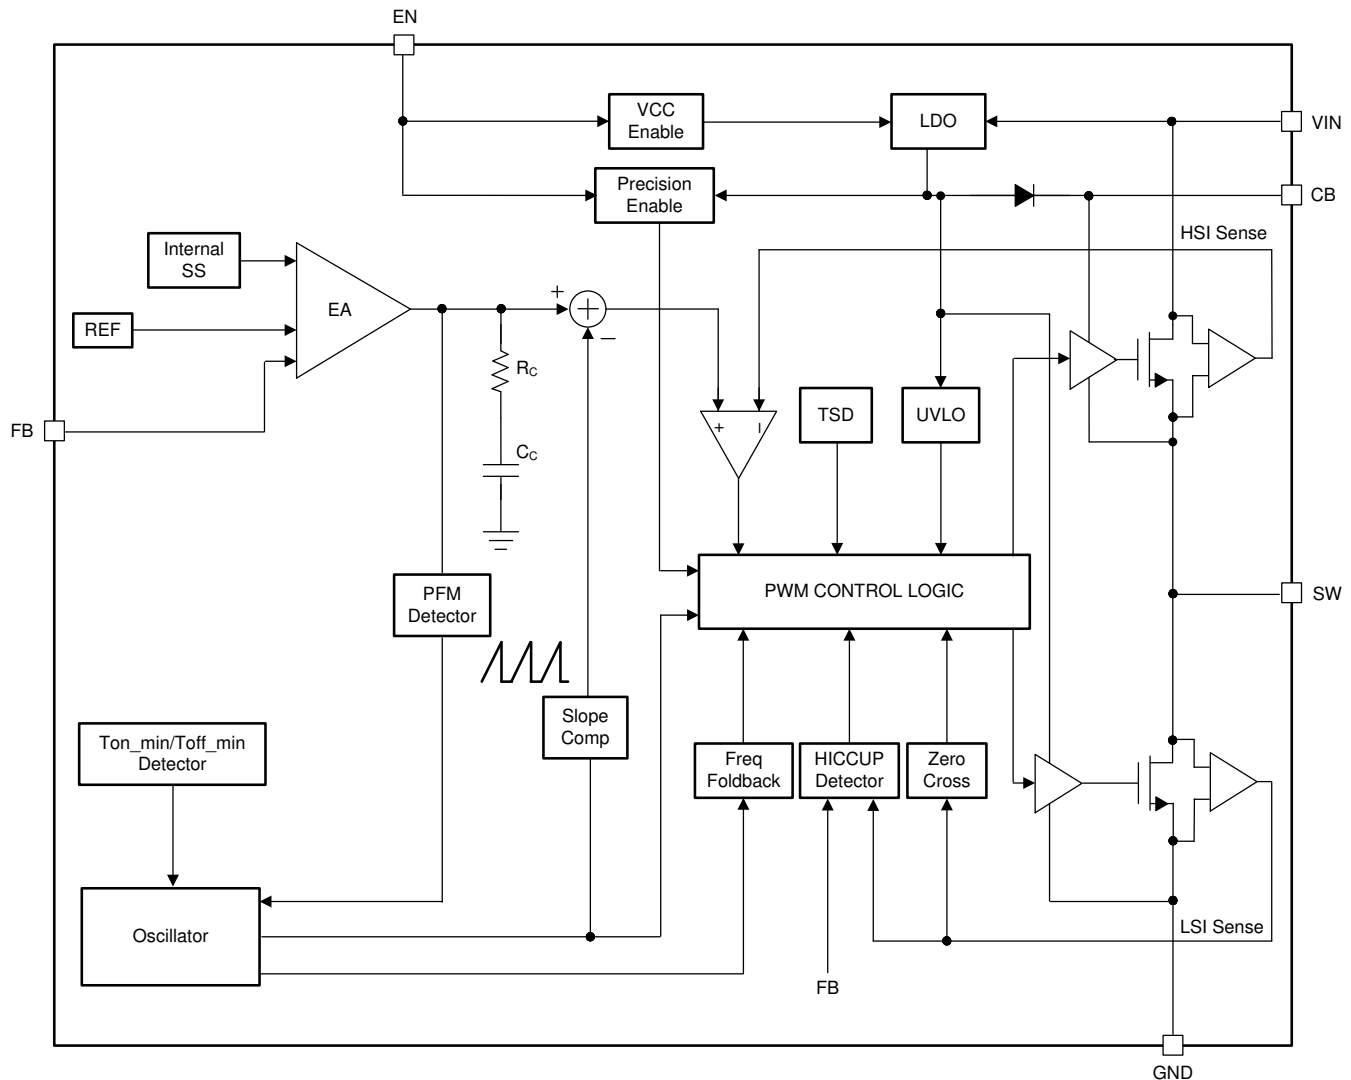 EN
VCC
Enable
LDO
VIN
Precision
Enable
CB
HSI Sense
Internal
SS
EA
+
+
REF
−
RC
FB
TSD
UVLO
+
−
CC
PFM
Detector
PWM CONTROL LOGIC
SW
Slope
Comp
Ton_min/Toff_min
Detector
Freq
Foldback
HICCUP
Detector
Zero
Cross
Oscillator
LSI Sense
FB
GND